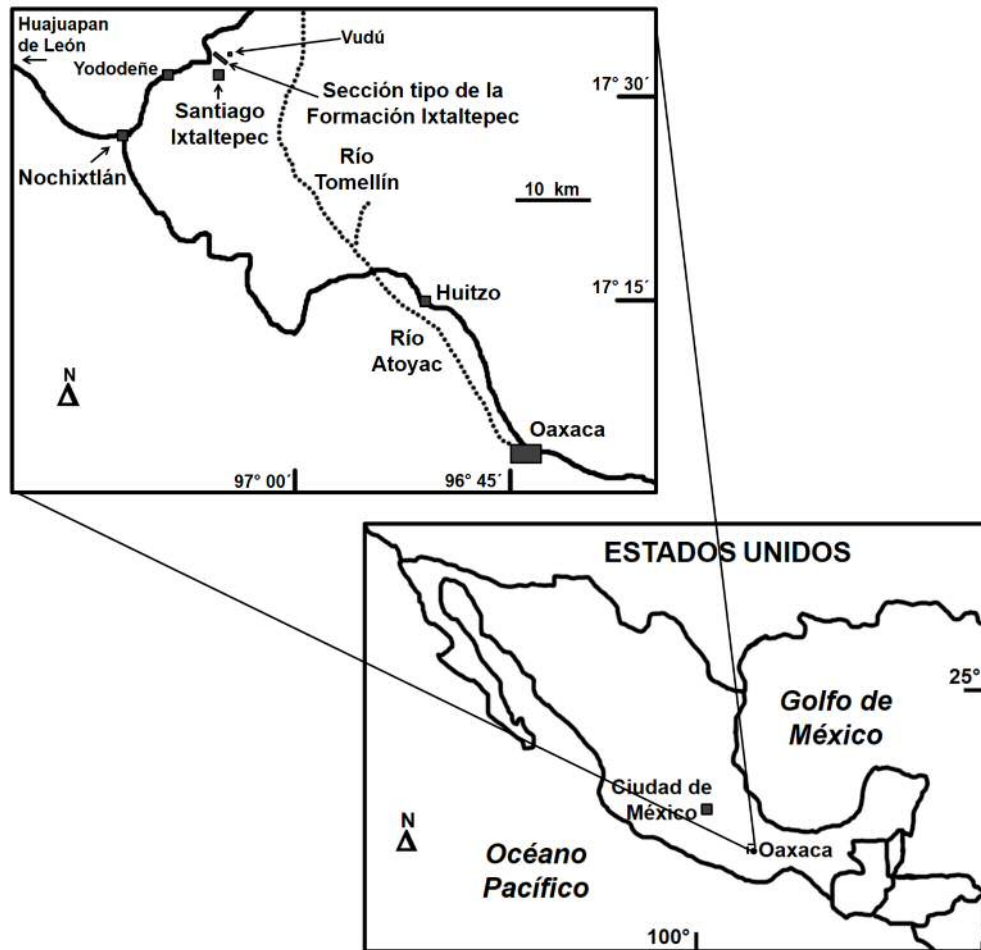 Huajuapan
de León
Vudú
Yododeñe
Sección tipo de la
Formación Ixtaltepec
17° 30´
Santiago
Ixtaltepec
Nochixtlán
Río
Tomellín
10 km
17° 15´
Huitzo
Río
Atoyac
N
Oaxaca
97° 00´
96° 45´
ESTADOS UNIDOS
25°
Golfo de
México
Ciudad de
México
N
Oaxaca
Océano
Pacífico
100°